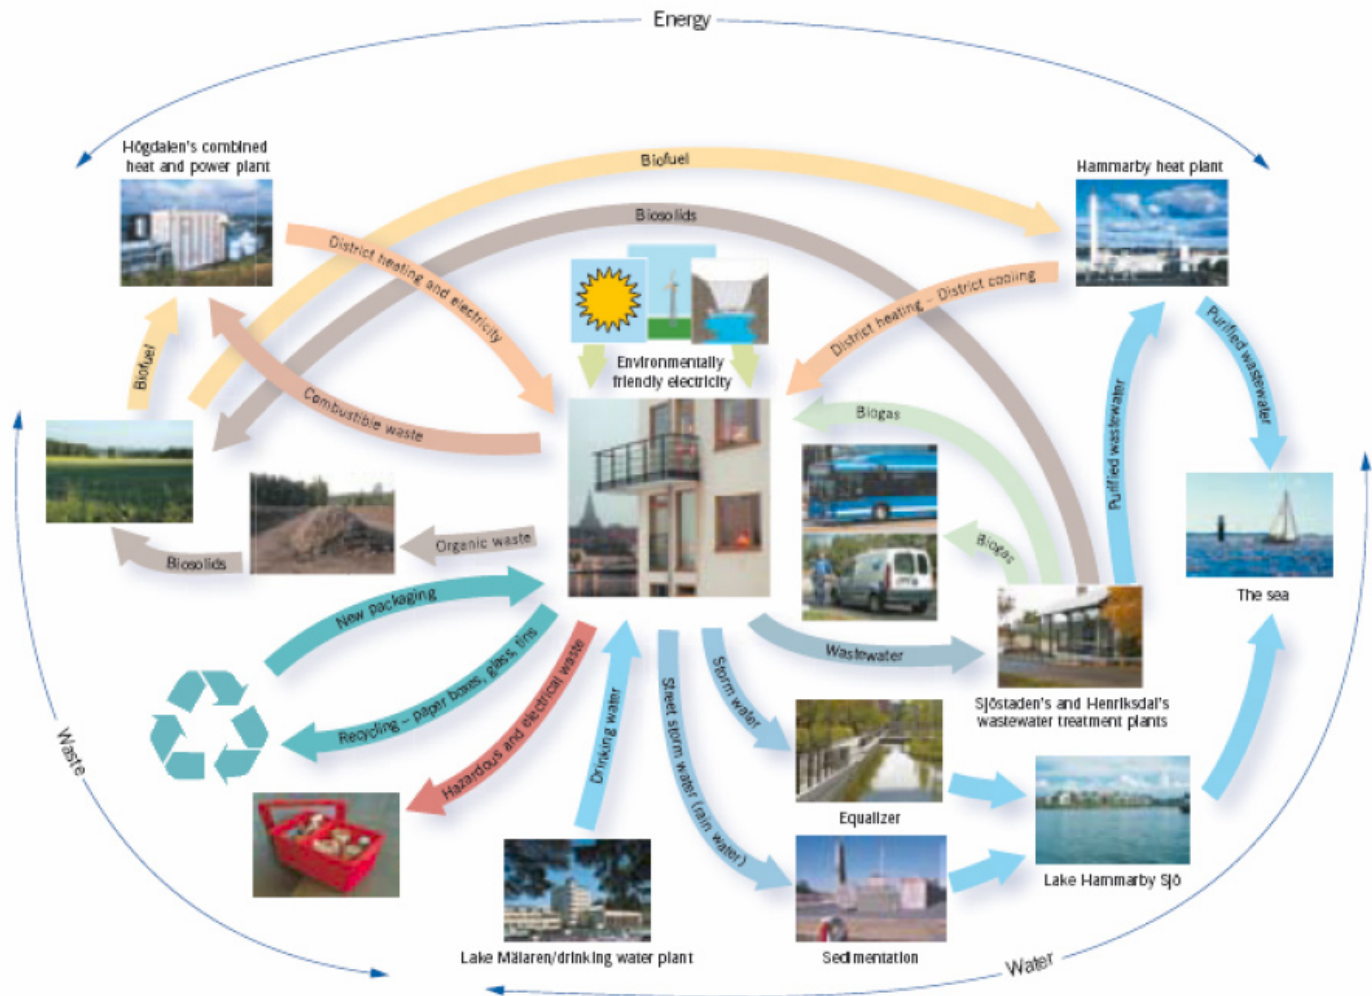 Energy
Högdalen's combined
heat and power plant
Biofuel
Hammarby heat plant
Biosolids
District heating and electricity
District heating – District cooling
Purified wastewater
Environmentally
friendly electricity
Biofuel
Combustible waste
Biogas
Purified wastewater
Organic waste
Biogas
Biosolids
New packaging
The sea
Recycling – paper boxes, glass, tins
Hazardous and electrical waste
Drinking water
Street storm water (rain water)
Storm water
Wastewater
Sjöstaden's and Henriksdal's
wastewater treatment plants
Waste
Equalizer
Lake Hammarby Sjö
Lake Mälaren/drinking water plant
Sedimentation
Water